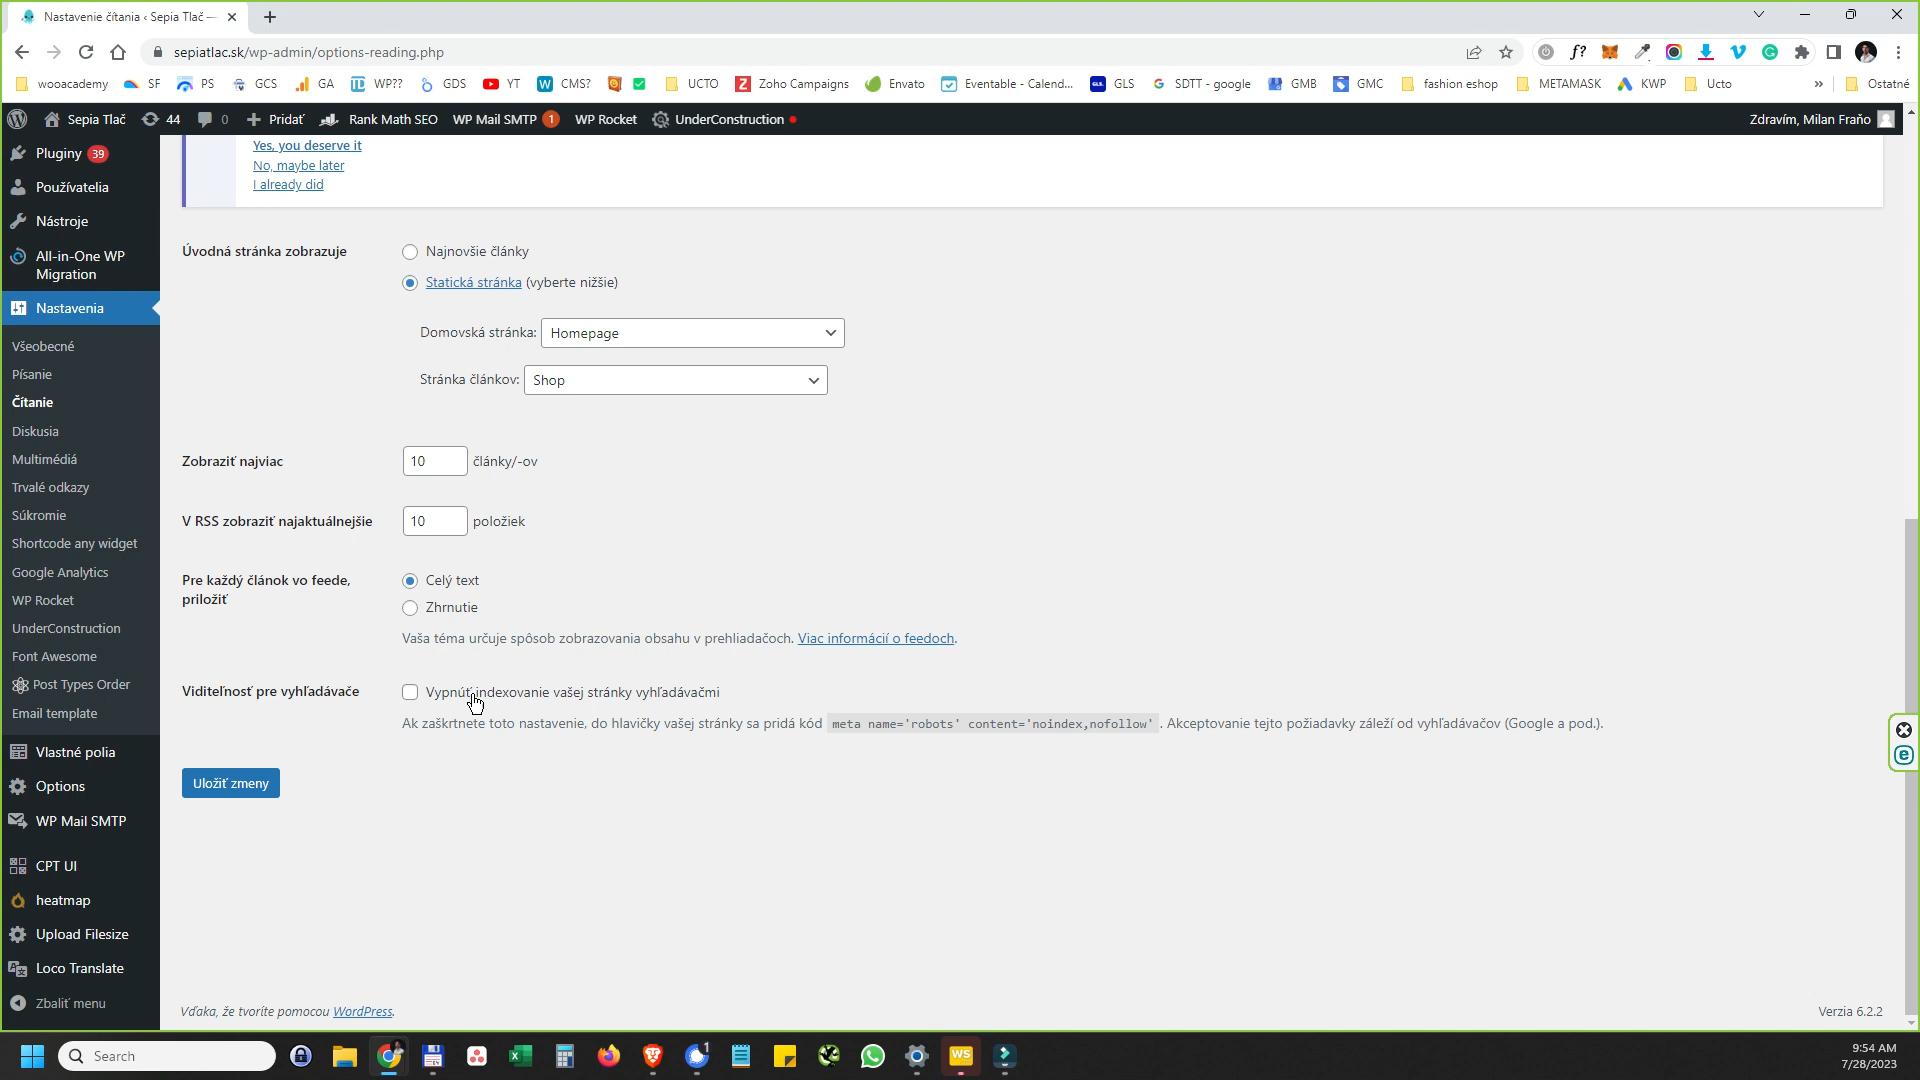 Nastavenie čítania ‹ Sepia Tlač —
sepiatlac.sk/wp-admin/options-reading.php
wooacademy SF PS GCS GA WP?? GDS YT CMS? UCTO Zoho Campaigns Envato Eventable - Calend... GLS SDTT - google GMB GMC fashion eshop METAMASK KWP Ucto » Ostatné
Sepia Tlač 44 0 Pridať Rank Math SEO WP Mail SMTP 1 WP Rocket UnderConstruction Zdravím, Milan Fraňo
Pluginy 39
Používatelia
Nástroje
All-in-One WP
Migration
Nastavenia
Všeobecné
Písanie
Čítanie
Diskusia
Multimédiá
Trvalé odkazy
Súkromie
Shortcode any widget
Google Analytics
WP Rocket
UnderConstruction
Font Awesome
Post Types Order
Email template
Vlastné polia
Options
WP Mail SMTP
CPT UI
heatmap
Upload Filesize
Loco Translate
Zbaliť menu
Yes, you deserve it
No, maybe later
I already did
Úvodná stránka zobrazuje
Najnovšie články
Statická stránka (vyberte nižšie)
Domovská stránka: Homepage
Stránka článkov: Shop
Zobraziť najviac 10 články/-ov
V RSS zobraziť najaktuálnejšie 10 položiek
Pre každý článok vo feede,
priložiť
Celý text
Zhrnutie
Vaša téma určuje spôsob zobrazovania obsahu v prehliadačoch. Viac informácií o feedoch.
Viditeľnosť pre vyhľadávače Vypnúť indexovanie vašej stránky vyhľadávačmi
Ak zaškrtnete toto nastavenie, do hlavičky vašej stránky sa pridá kód meta name='robots' content='noindex,nofollow' . Akceptovanie tejto požiadavky záleží od vyhľadávačov (Google a pod.).
Uložiť zmeny
Vďaka, že tvoríte pomocou WordPress.
Verzia 6.2.2
Search
1
WS
9:54 AM
7/28/2023